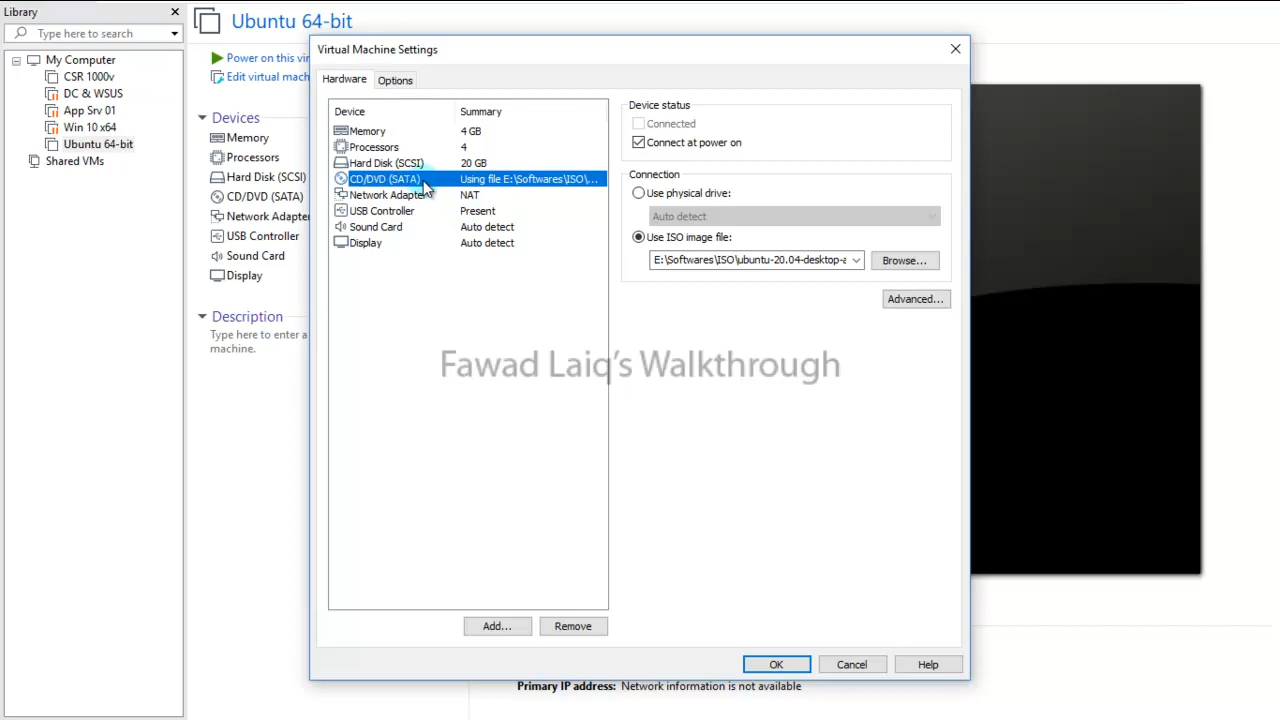 Library
Type here to search
My Computer
CSR 1000v
DC & WSUS
App Srv 01
Win 10 x64
Ubuntu 64-bit
Shared VMs
Ubuntu 64-bit
Power on this vir
Edit virtual mach
Devices
Memory
Processors
Hard Disk (SCSI)
CD/DVD (SATA)
Network Adapter
USB Controller
Sound Card
Display
Description
Type here to enter a
machine.
Virtual Machine Settings
Hardware
Options
Device Summary
Memory 4 GB
Processors 4
Hard Disk (SCSI) 20 GB
CD/DVD (SATA) Using file E:\Softwares\ISO\...
Network Adapter NAT
USB Controller Present
Sound Card Auto detect
Display Auto detect
Add...
Remove
Device status
Connected
Connect at power on
Connection
Use physical drive:
Auto detect
Use ISO image file:
E:\Softwares\ISO\ubuntu-20.04-desktop-a
Browse...
Advanced...
Fawad Laiq's Walkthrough
OK
Cancel
Help
Primary IP address: Network information is not available